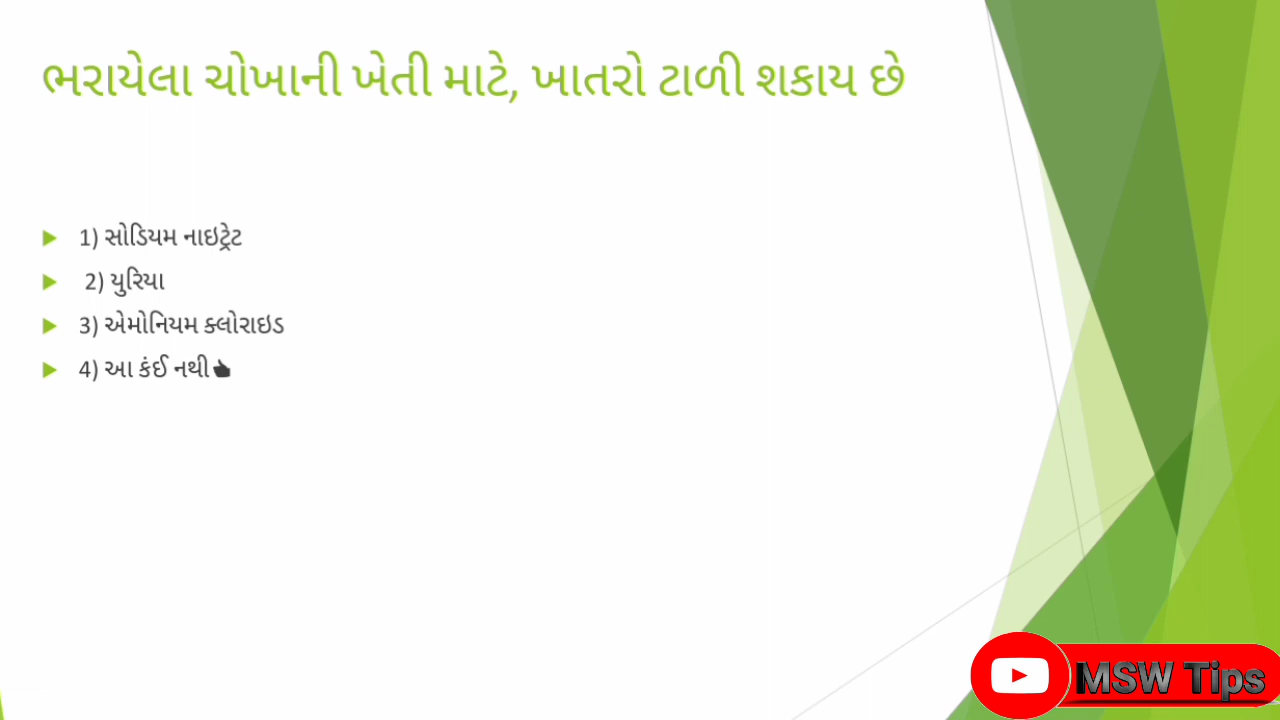 ભરાયેલા ચોખાની ખેતી માટે, ખાતરો ટાળી શકાય છે
1) સોડિયમ નાઇટ્રેટ
2) યુરિયા
3) એમોનિયમ ક્લોરાઇડ
4) આ કંઈ નથી👍
MSW Tips